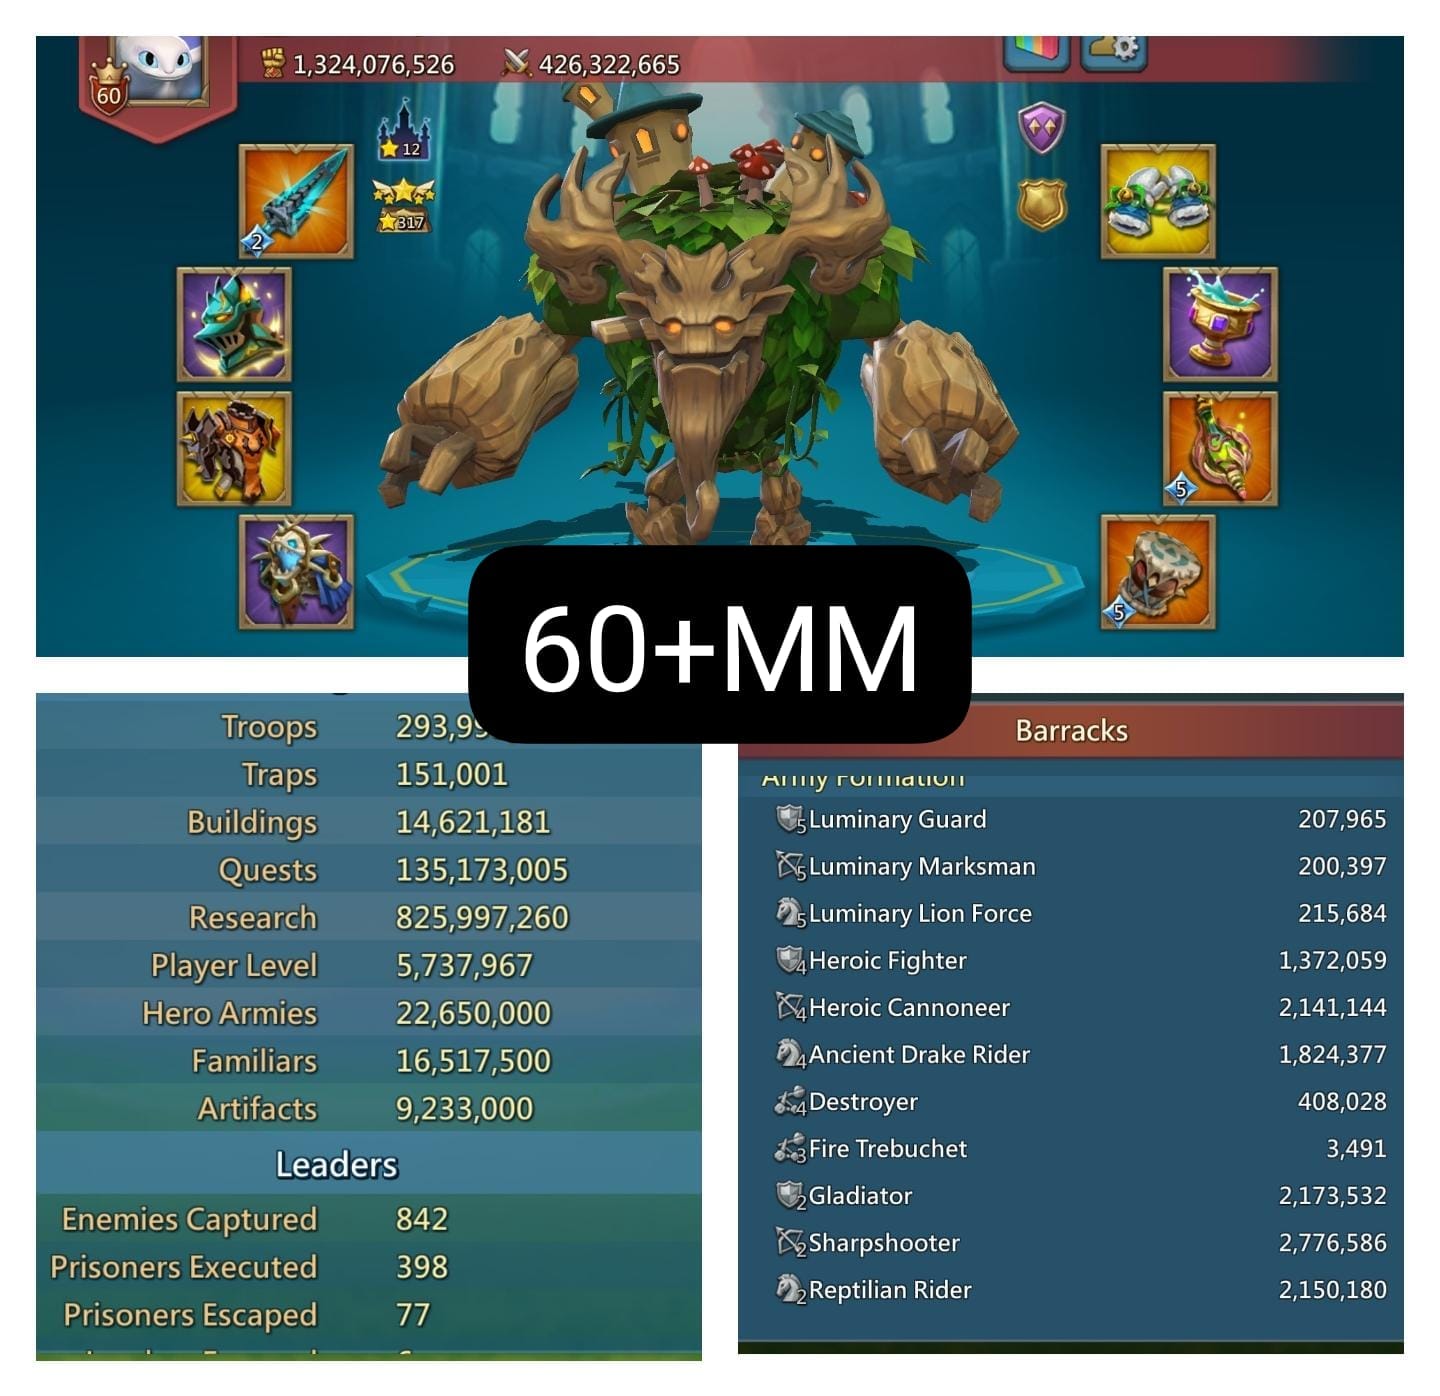 1,324,076,526 426,322,665
60
12
2
317
5
5
60+MM
Troops 293,99
Traps 151,001
Buildings 14,621,181
Quests 135,173,005
Research 825,997,260
Player Level 5,737,967
Hero Armies 22,650,000
Familiars 16,517,500
Artifacts 9,233,000
Leaders
Enemies Captured 842
Prisoners Executed 398
Prisoners Escaped 77
Barracks
Army Formation
5 Luminary Guard 207,965
5 Luminary Marksman 200,397
5 Luminary Lion Force 215,684
4 Heroic Fighter 1,372,059
4 Heroic Cannoneer 2,141,144
4 Ancient Drake Rider 1,824,377
4 Destroyer 408,028
3 Fire Trebuchet 3,491
2 Gladiator 2,173,532
2 Sharpshooter 2,776,586
2 Reptilian Rider 2,150,180